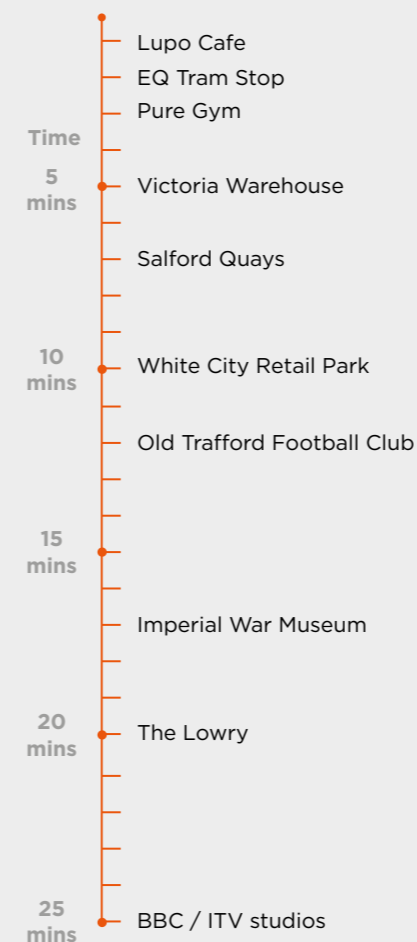 Lupo Cafe
EQ Tram Stop
Pure Gym
Time
5
mins
Victoria Warehouse
Salford Quays
10
mins
White City Retail Park
Old Trafford Football Club
15
mins
Imperial War Museum
20
mins
The Lowry
25
mins
BBC / ITV studios